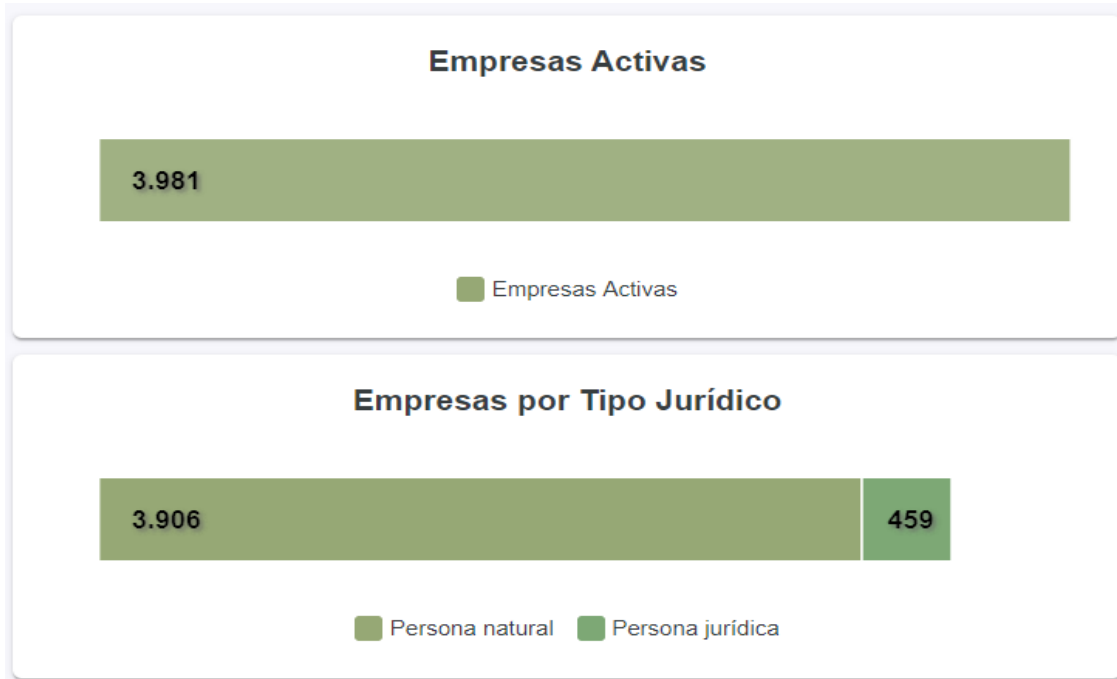 Empresas Activas
3.981
Empresas Activas
Empresas por Tipo Jurídico
3.906 459
Persona natural Persona jurídica